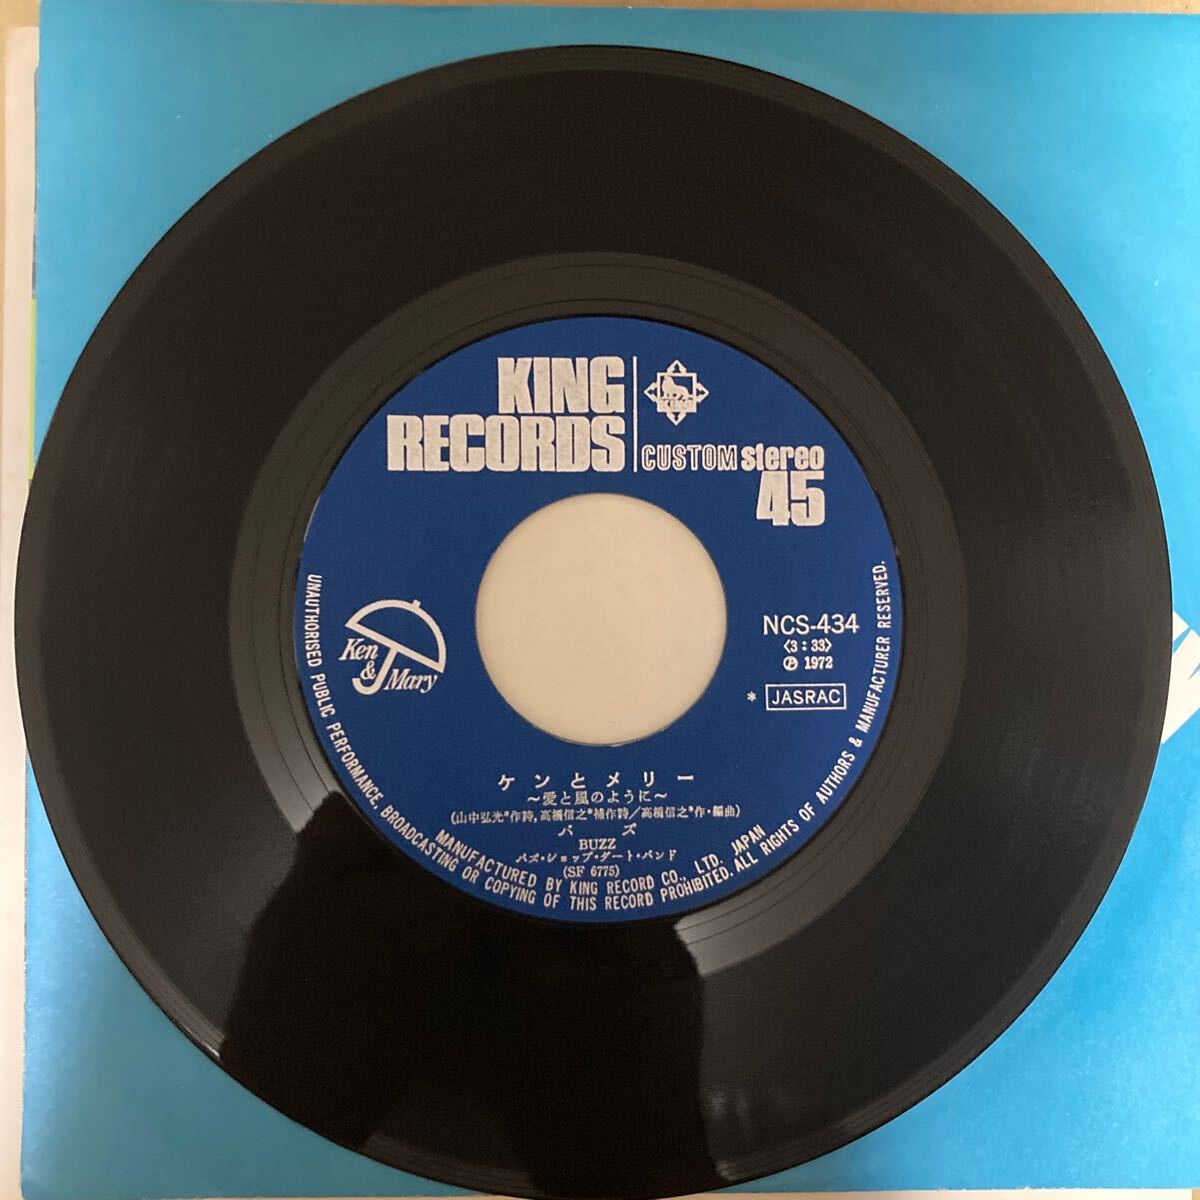 KING
RECORDS
KING
CUSTOM stereo
45
Ken
&
Mary
NCS-434
〈3:33〉
Ⓟ 1972
* JASRAC
ケンとメリー
〜愛と風のように〜
(山中弘光*作詩,高橋信之*補作詩/高橋信之*作・編曲)
バズ
BUZZ
バズ・ショップ・ダート・バンド
(SF 6775)
MANUFACTURED BY KING RECORD CO., LTD. JAPAN
UNAUTHORISED PUBLIC PERFORMANCE, BROADCASTING OR COPYING OF THIS RECORD PROHIBITED. ALL RIGHTS OF AUTHORS & MANUFACTURER RESERVED.